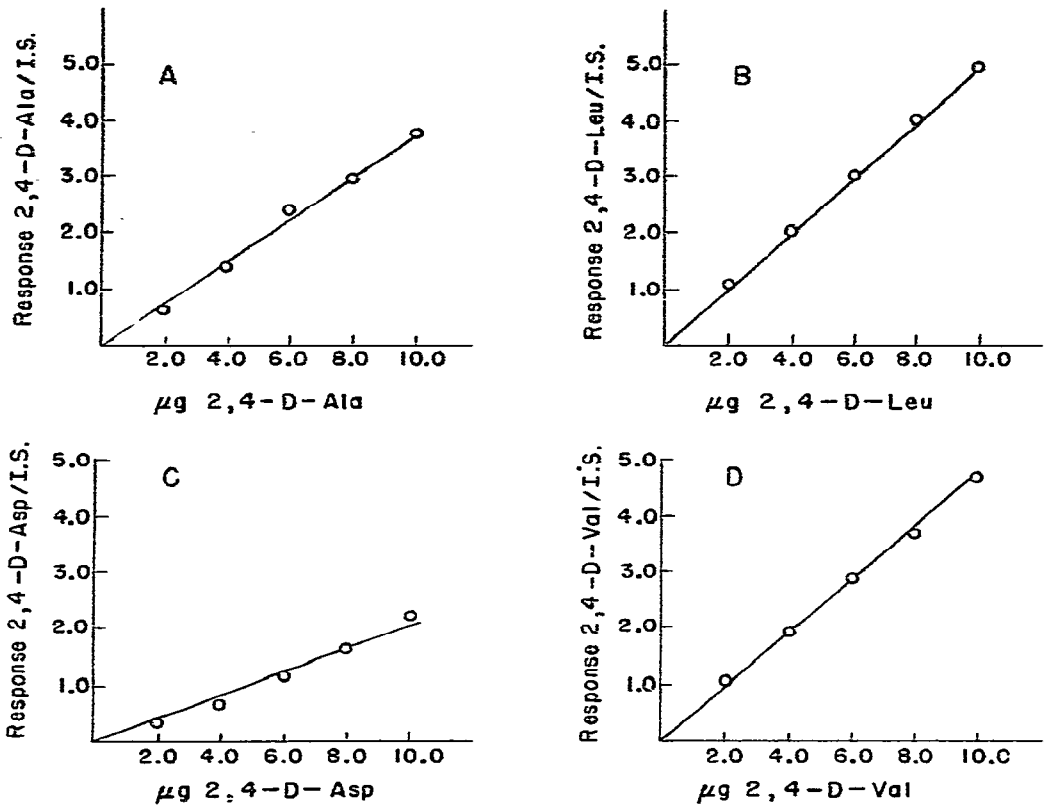 A
Response 2,4-D-Ala/I.S.
5.0
4.0
3.0
2.0
1.0
2.0 4.0 6.0 8.0 10.0
µg 2,4-D-Ala
B
Response 2,4-D-Leu/I.S.
5.0
4.0
3.0
2.0
1.0
2.0 4.0 6.0 8.0 10.0
µg 2,4-D-Leu
C
Response 2,4-D-Asp/I.S.
5.0
4.0
3.0
2.0
1.0
2.0 4.0 6.0 8.0 10.0
µg 2,4-D-Asp
D
Response 2,4-D-Val/I.S.
5.0
4.0
3.0
2.0
1.0
2.0 4.0 6.0 8.0 10.0
µg 2,4-D-Val